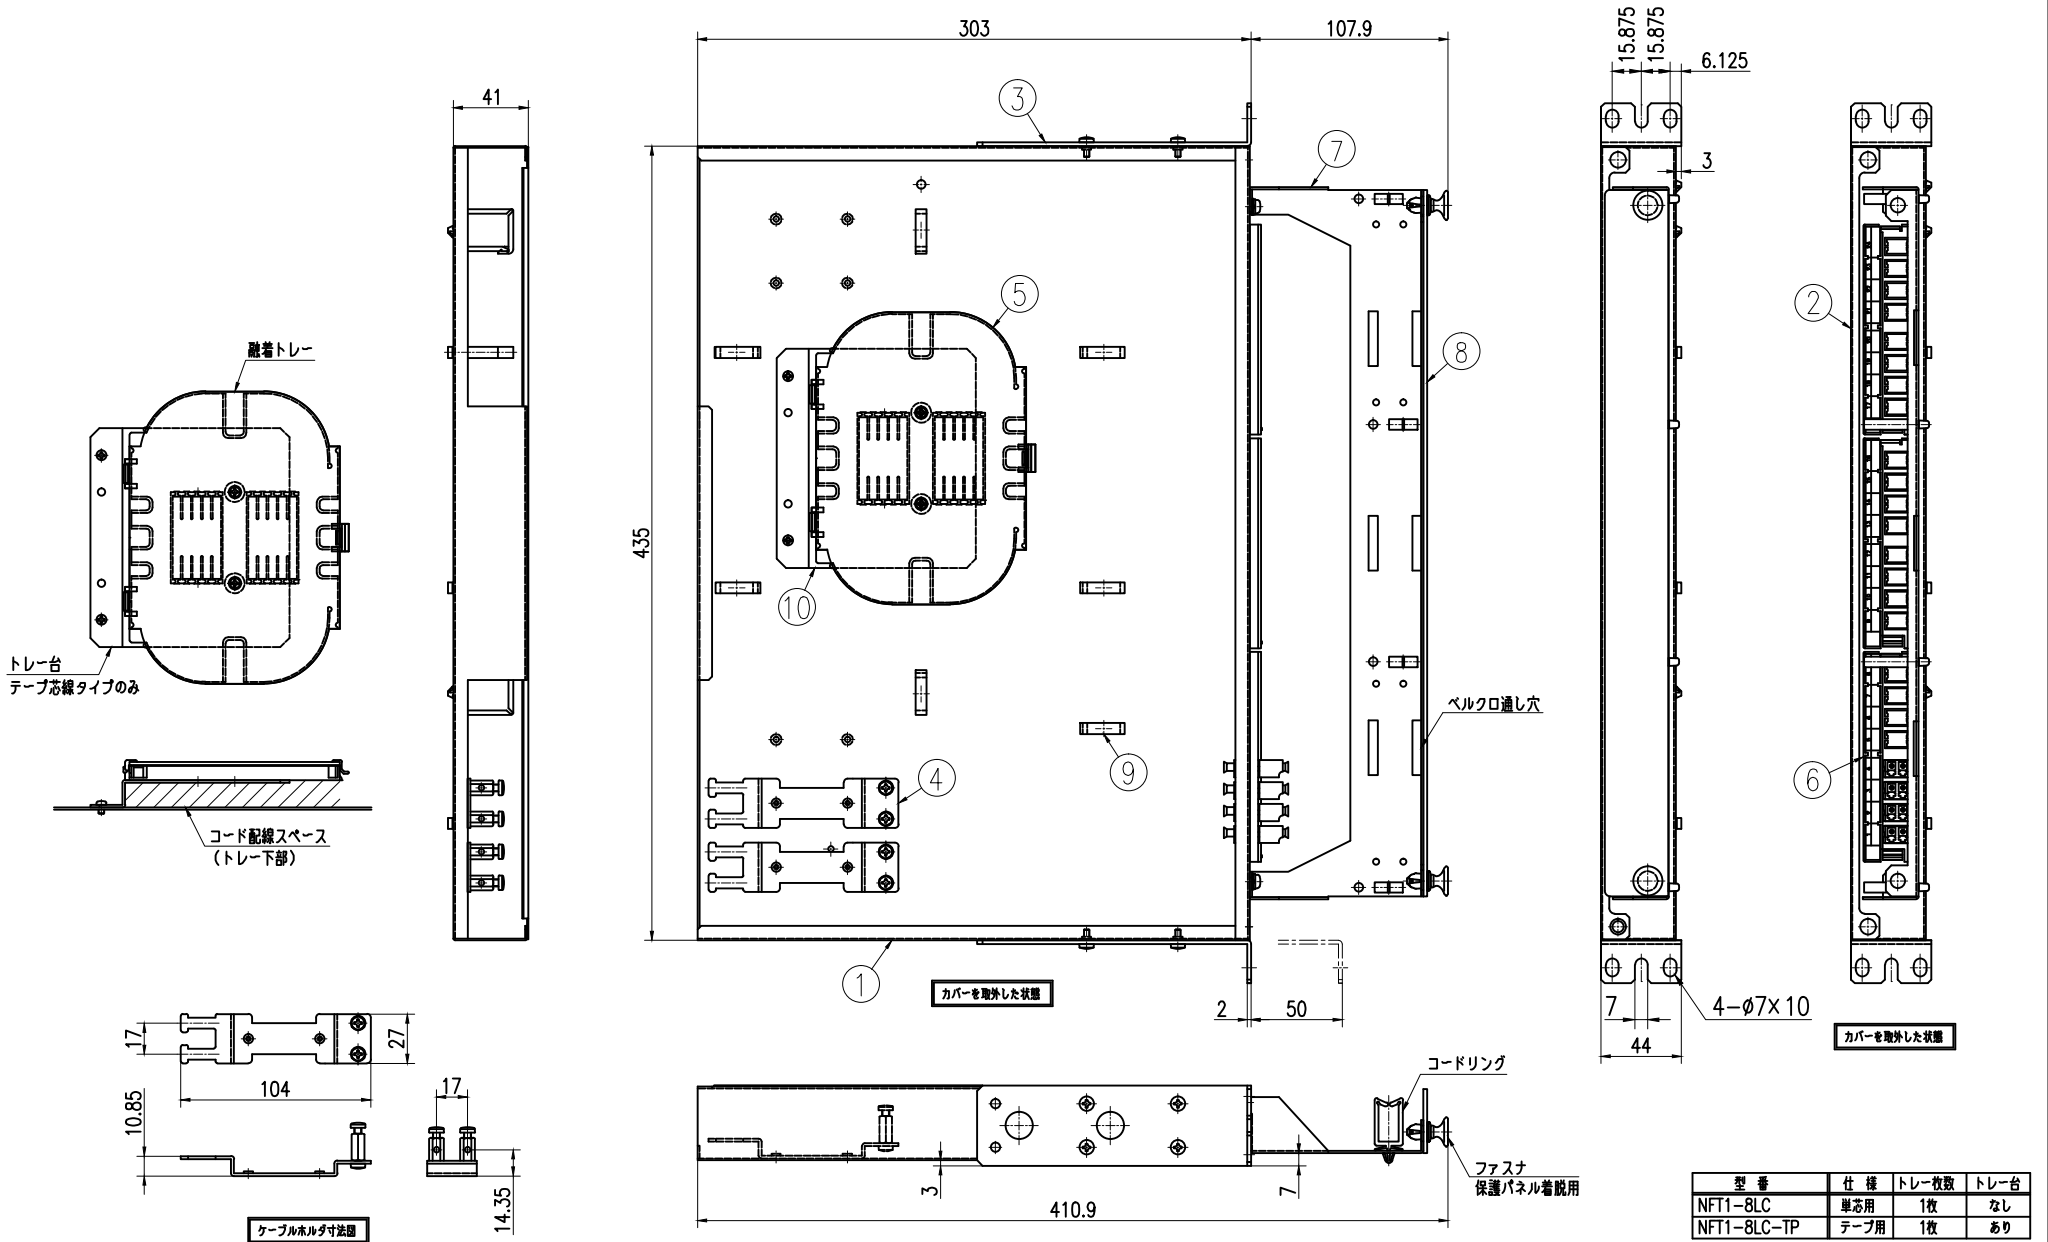 303
107.9
15.875
15.875
6.125
41
3
③
⑦
3
②
⑤
⑧
融着トレー
435
⑩
トレー台
テープ芯線タイプのみ
ベルクロ通し穴
④
⑨
⑥
コード配線スペース
(トレー下部)
①
カバーを取外した状態
2
50
7
44
4-ø7×10
カバーを取外した状態
17
27
104
10.85
17
14.35
ケーブルホルダ寸法図
コードリング
3
7
ファスナ
保護パネル着脱用
410.9
型 番 仕 様 トレー枚数 トレー台
NFT1-8LC 単芯用 1枚 なし
NFT1-8LC-TP テープ用 1枚 あり